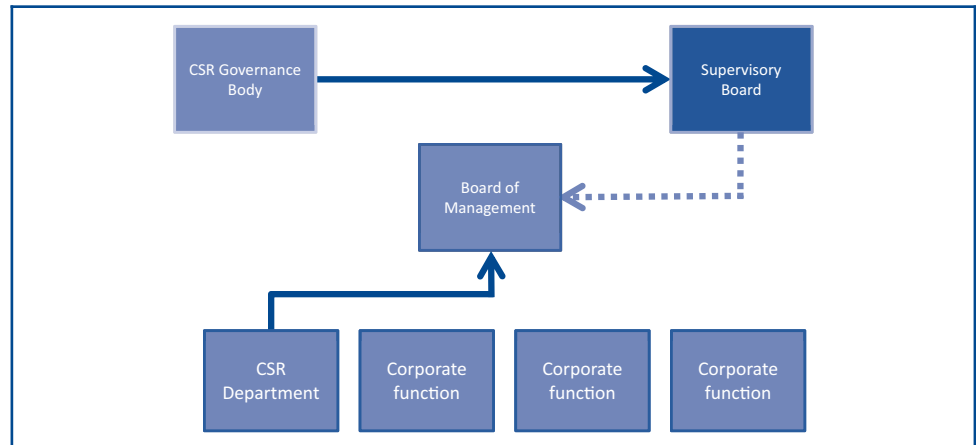 CSR Governance
Body
Supervisory
Board
Board of
Management
CSR
Department
Corporate
function
Corporate
function
Corporate
function